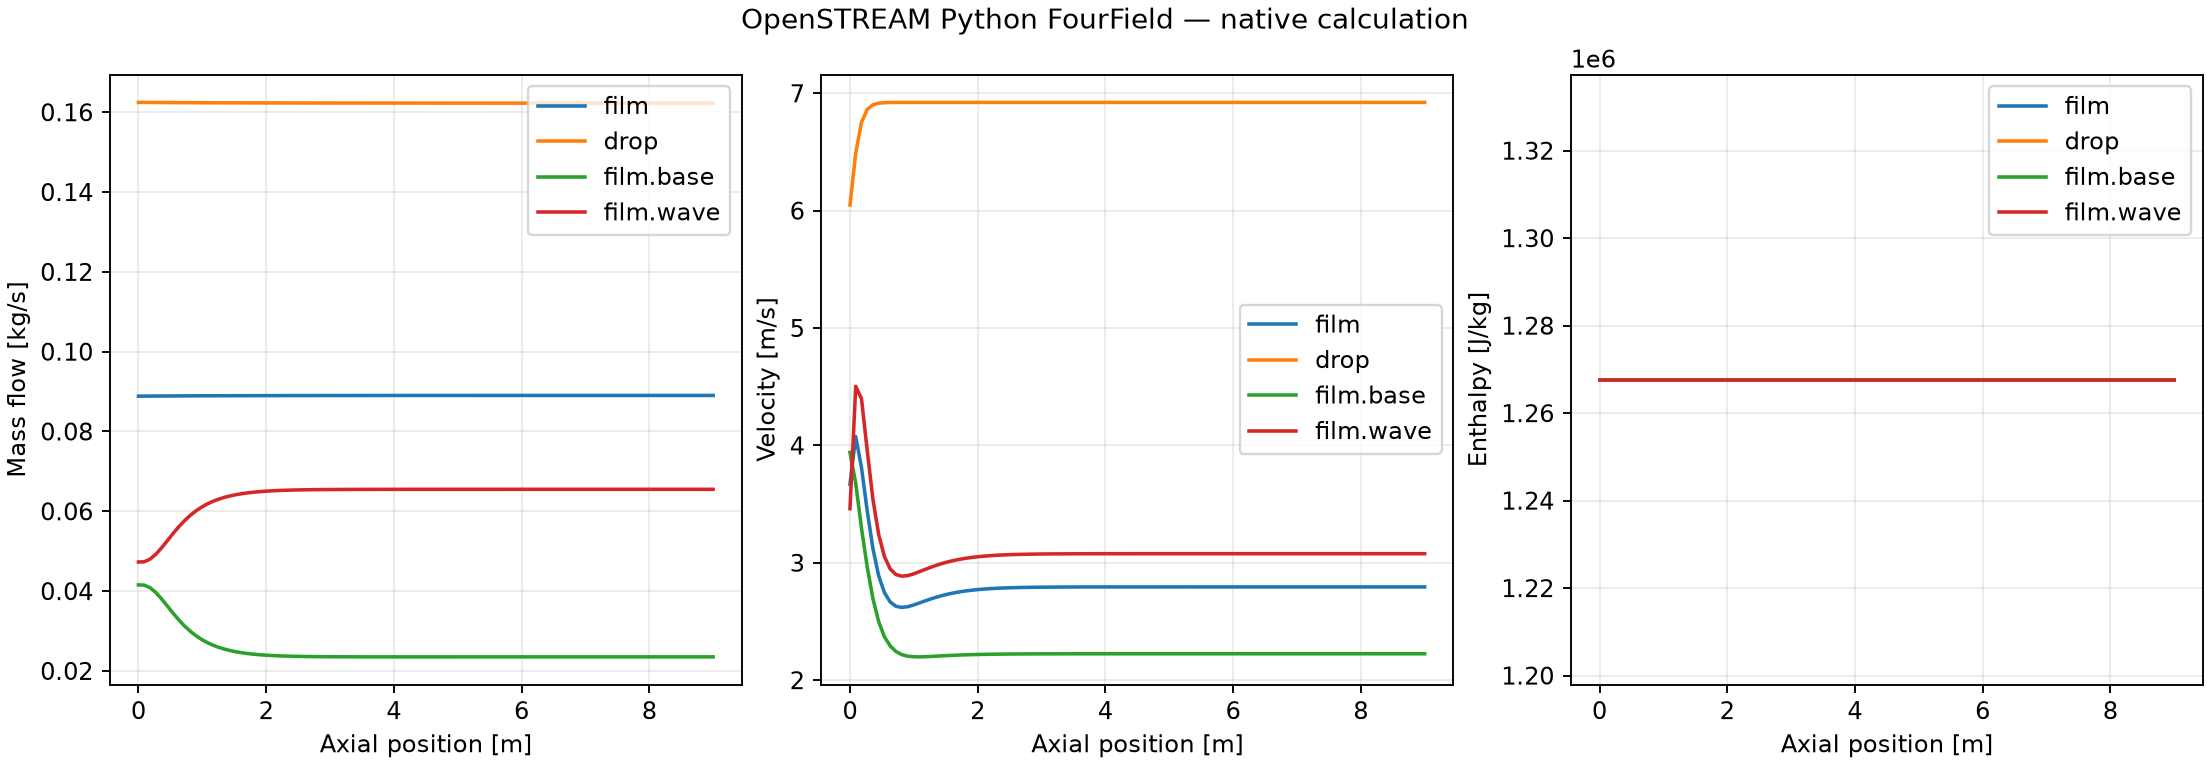 OpenSTREAM Python FourField — native calculation
Mass flow [kg/s]
0.16
0.14
0.12
0.10
0.08
0.06
0.04
0.02
film
drop
film.base
film.wave
0 2 4 6 8
Axial position [m]
Velocity [m/s]
7
6
5
4
3
2
film
drop
film.base
film.wave
0 2 4 6 8
Axial position [m]
1e6
Enthalpy [J/kg]
1.32
1.30
1.28
1.26
1.24
1.22
1.20
film
drop
film.base
film.wave
0 2 4 6 8
Axial position [m]